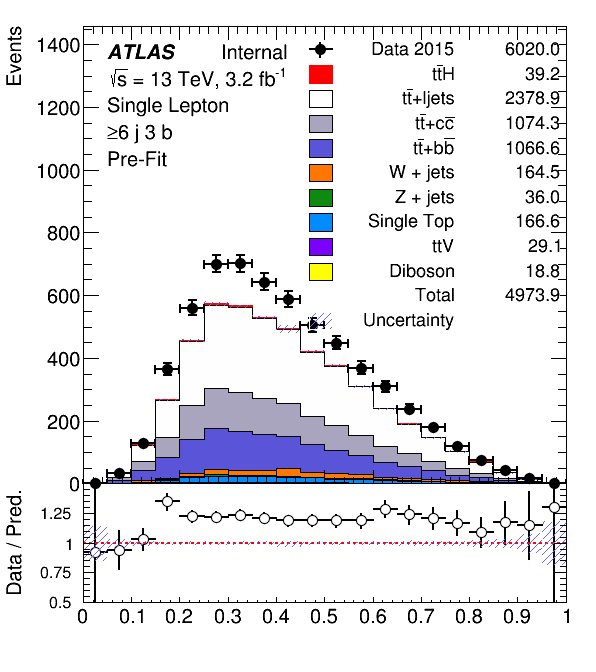 Events
1400
1200
1000
800
600
400
200
0
ATLAS Internal
√s = 13 TeV, 3.2 fb⁻¹
Single Lepton
≥6 j 3 b
Pre-Fit
Data 2015 6020.0
tt̄H 39.2
tt̄+ljets 2378.9
tt̄+cc̄ 1074.3
tt̄+bb̄ 1066.6
W + jets 164.5
Z + jets 36.0
Single Top 166.6
ttV 29.1
Diboson 18.8
Total 4973.9
Uncertainty
Data / Pred.
1.25
1
0.75
0.5
0 0.1 0.2 0.3 0.4 0.5 0.6 0.7 0.8 0.9 1